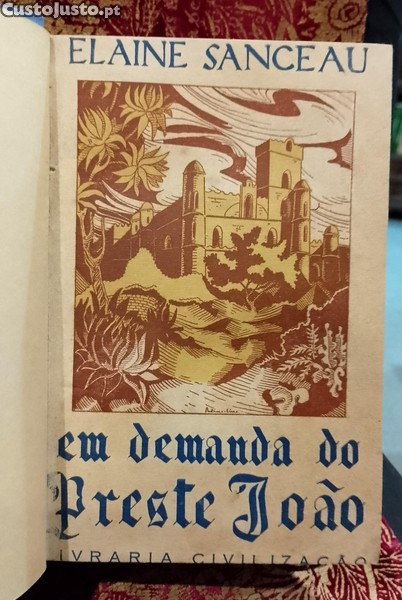 CustoJusto.pt
ELAINE SANCEAU
em demanda do
Preste João
IVRARIA CIVILIZAÇÃO